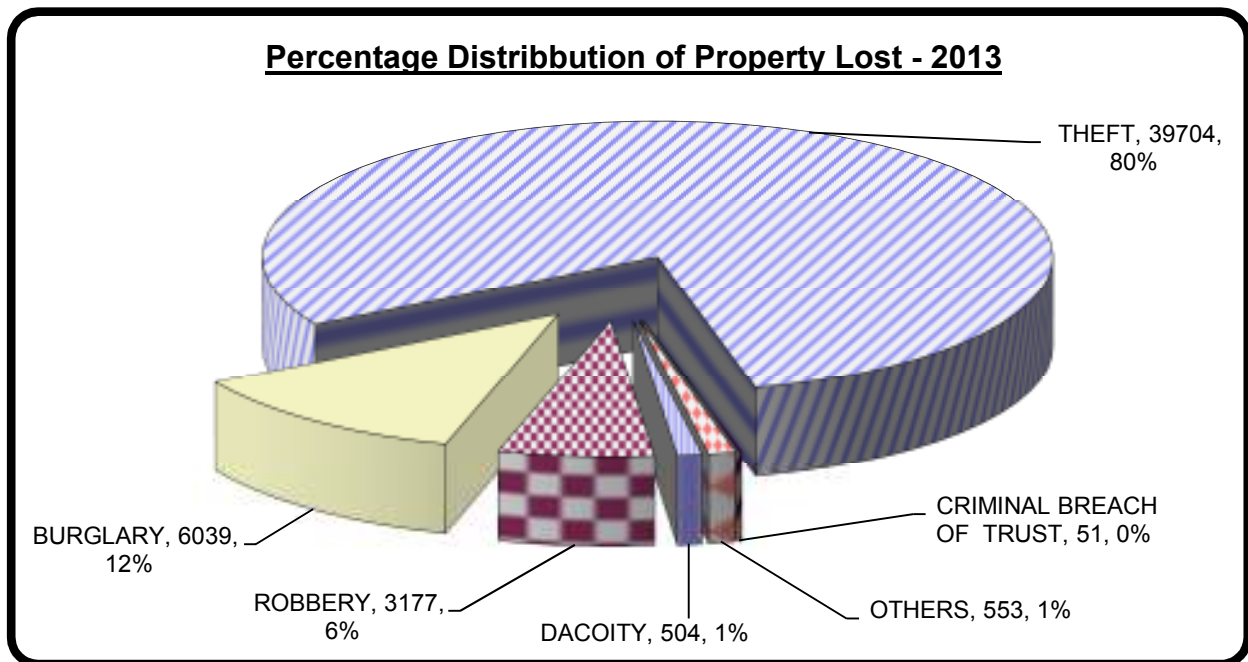 Percentage Distribbution of Property Lost - 2013
THEFT, 39704,
80%
CRIMINAL BREACH
OF TRUST, 51, 0%
OTHERS, 553, 1%
DACOITY, 504, 1%
ROBBERY, 3177,
6%
BURGLARY, 6039,
12%